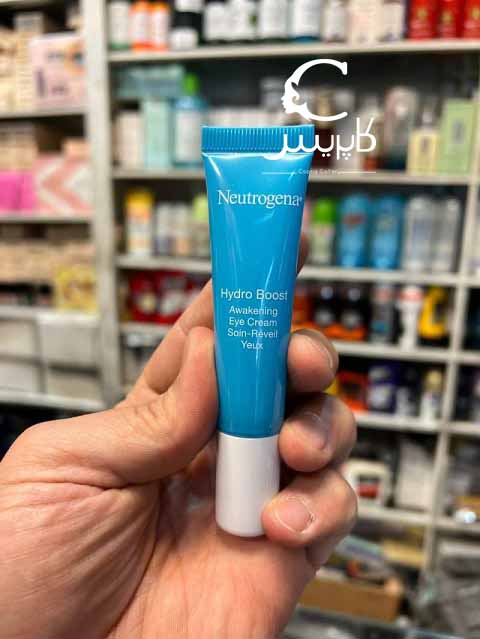 کاپریس
Neutrogena®
Hydro Boost
Awakening
Eye Cream
Soin-Réveil
Yeux